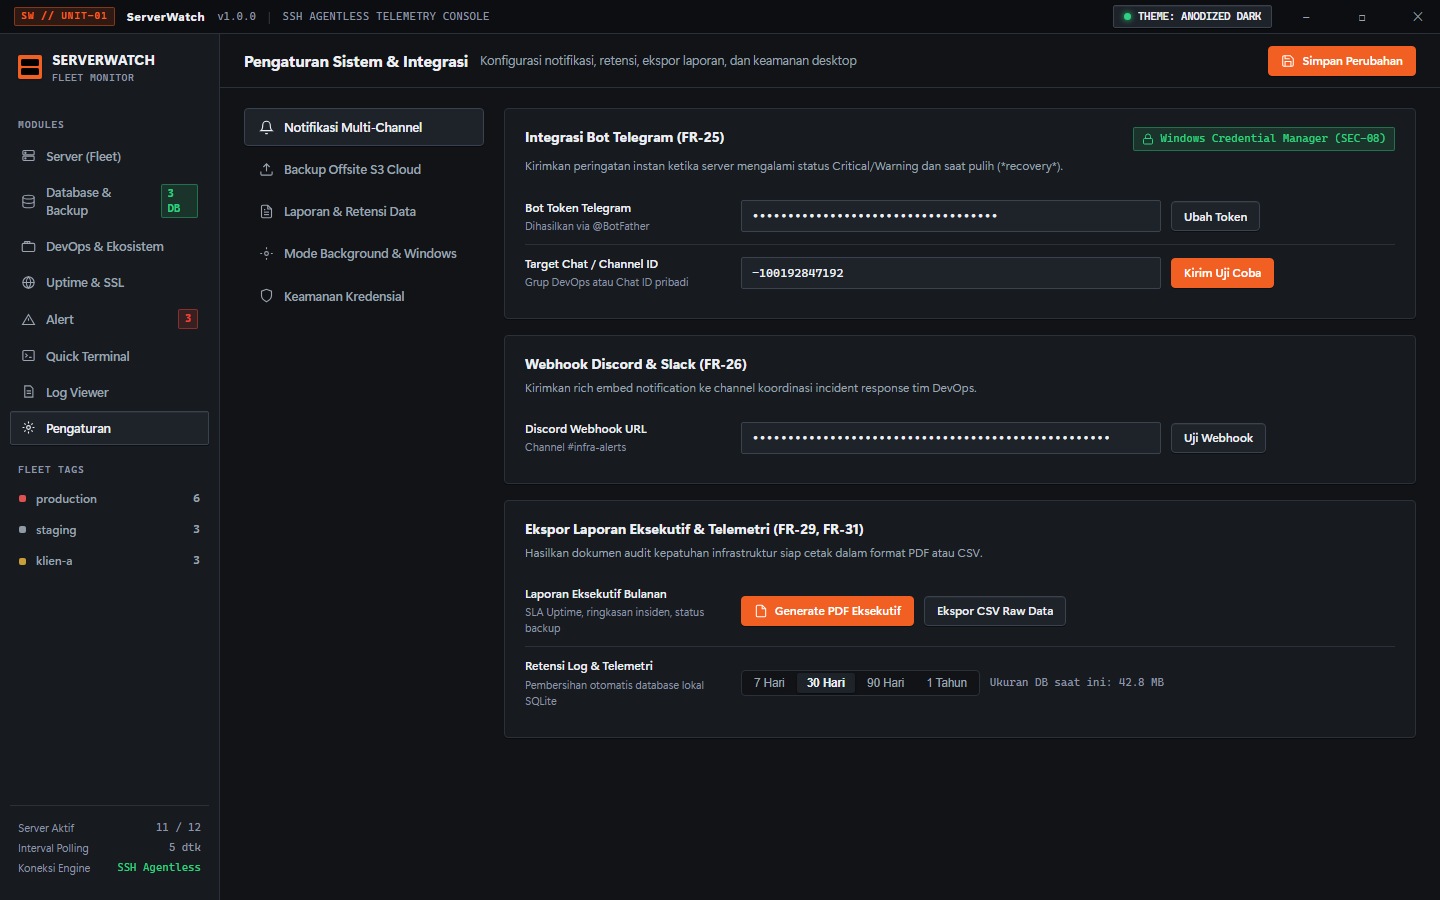 SW // UNIT-01
ServerWatch v1.0.0 | SSH AGENTLESS TELEMETRY CONSOLE
THEME: ANODIZED DARK
SERVERWATCH
FLEET MONITOR
MODULES
Server (Fleet)
Database & Backup
3 DB
DevOps & Ekosistem
Uptime & SSL
Alert 3
Quick Terminal
Log Viewer
Pengaturan
FLEET TAGS
production 6
staging 3
klien-a 3
Server Aktif 11 / 12
Interval Polling 5 dtk
Koneksi Engine SSH Agentless
Pengaturan Sistem & Integrasi Konfigurasi notifikasi, retensi, ekspor laporan, dan keamanan desktop
Simpan Perubahan
Notifikasi Multi-Channel
Backup Offsite S3 Cloud
Laporan & Retensi Data
Mode Background & Windows
Keamanan Kredensial
Integrasi Bot Telegram (FR-25)
Windows Credential Manager (SEC-08)
Kirimkan peringatan instan ketika server mengalami status Critical/Warning dan saat pulih (*recovery*).
Bot Token Telegram
Dihasilkan via @BotFather
Ubah Token
Target Chat / Channel ID
Grup DevOps atau Chat ID pribadi
-100192847192
Kirim Uji Coba
Webhook Discord & Slack (FR-26)
Kirimkan rich embed notification ke channel koordinasi incident response tim DevOps.
Discord Webhook URL
Channel #infra-alerts
Uji Webhook
Ekspor Laporan Eksekutif & Telemetri (FR-29, FR-31)
Hasilkan dokumen audit kepatuhan infrastruktur siap cetak dalam format PDF atau CSV.
Laporan Eksekutif Bulanan
SLA Uptime, ringkasan insiden, status
backup
Generate PDF Eksekutif
Ekspor CSV Raw Data
Retensi Log & Telemetri
Pembersihan otomatis database lokal
SQLite
7 Hari 30 Hari 90 Hari 1 Tahun
Ukuran DB saat ini: 42.8 MB